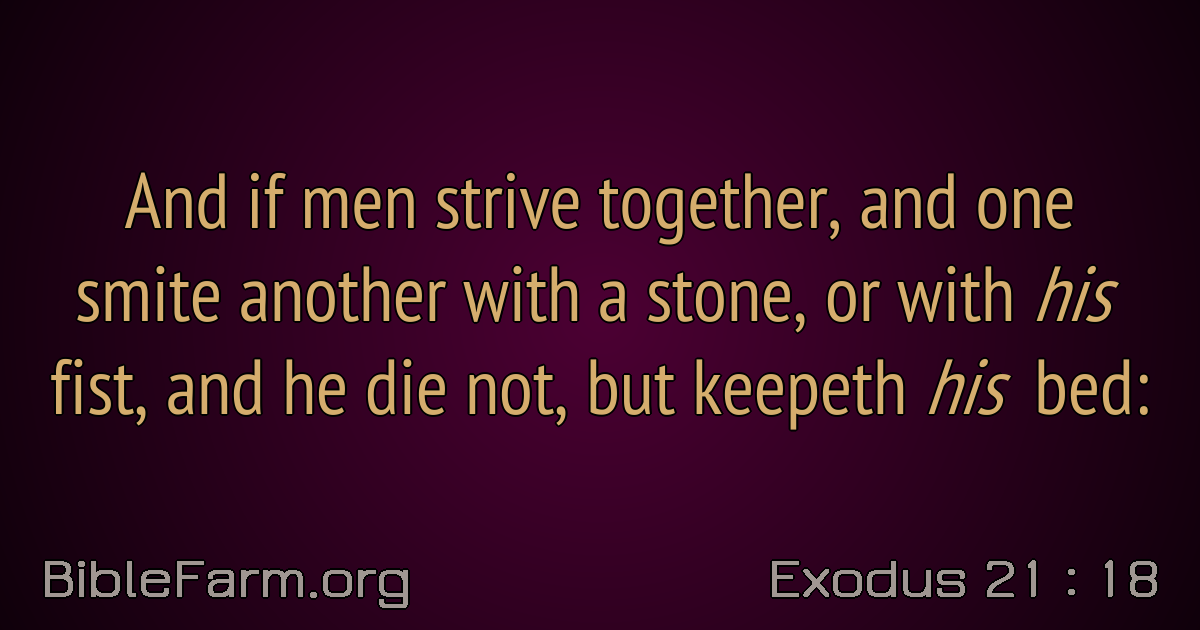 And if men strive together, and one
smite another with a stone, or with his
fist, and he die not, but keepeth his bed:
BibleFarm.org
Exodus 21 : 18